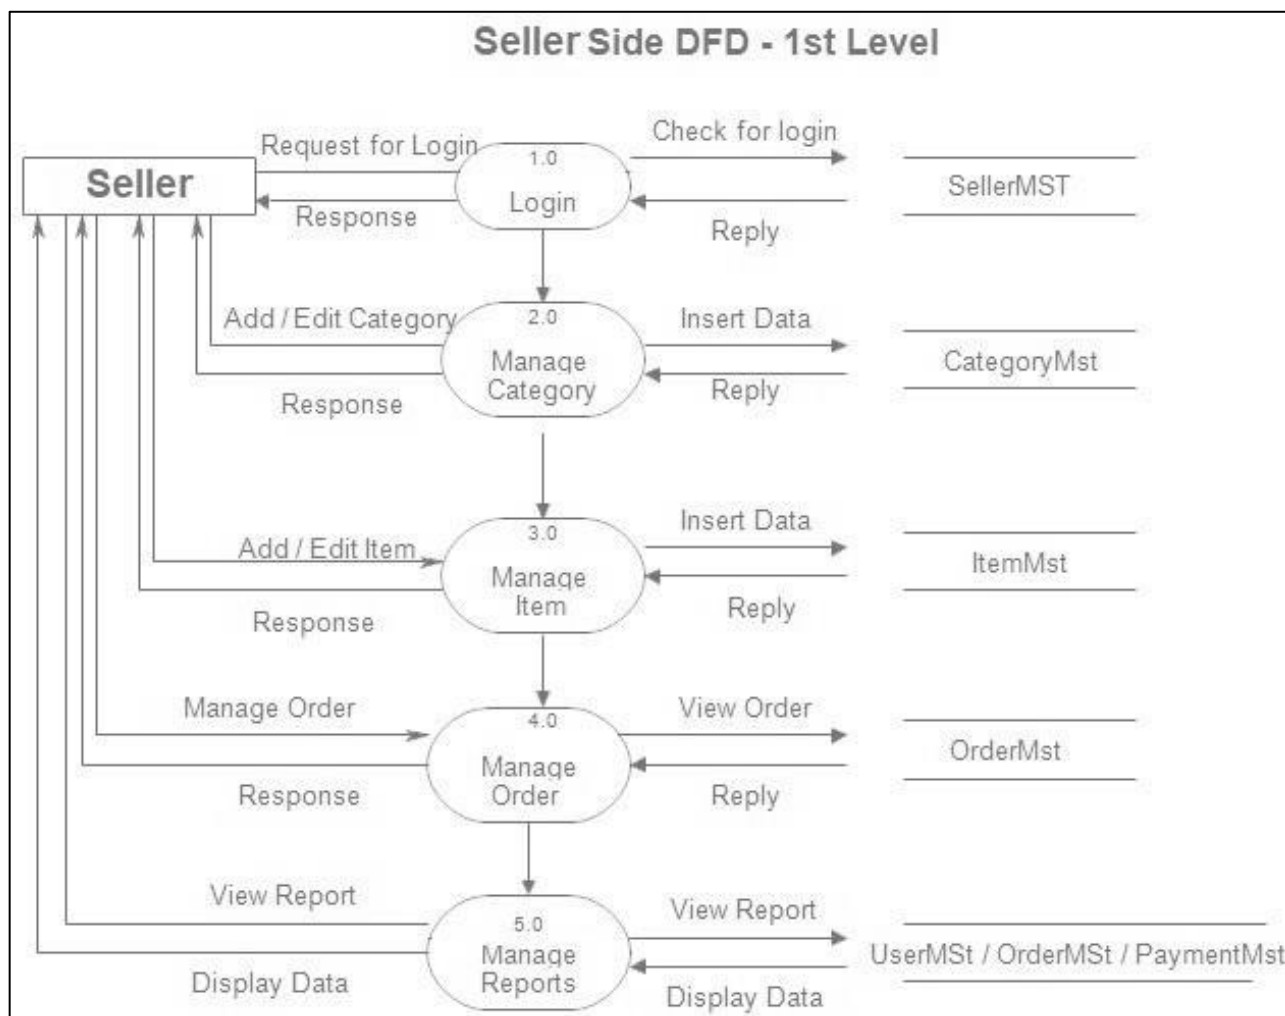 Seller Side DFD - 1st Level
Request for Login
1.0
Check for login
Seller
Login
SellerMST
Response
Reply
Add / Edit Category
2.0
Insert Data
Manage
Category
CategoryMst
Response
Reply
Add / Edit Item
3.0
Insert Data
Manage
Item
ItemMst
Response
Reply
Manage Order
4.0
View Order
Manage
Order
OrderMst
Response
Reply
View Report
5.0
View Report
Manage
Reports
UserMSt / OrderMSt / PaymentMst
Display Data
Display Data